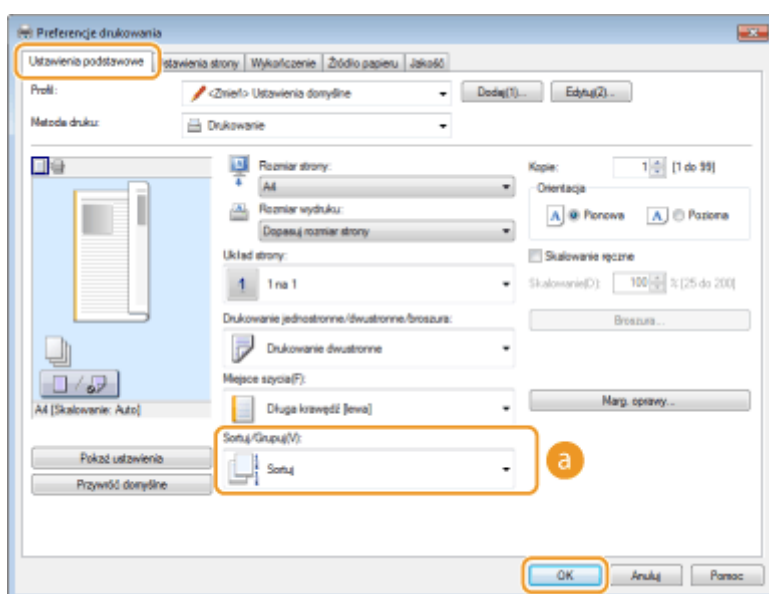 Preferencje drukowania
Ustawienia podstawowe stawienia strony Wykończenie Źródło papieru Jakość
Profil: <Zmień> Ustawienia domyślne Dodaj(1)... Edytuj(2)...
Metoda druku: Drukowanie
Rozmiar strony: Kopie: 1 [1 do 99]
A4 Orientacja
Rozmiar wydruku: A Pionowa A Pozioma
Dopasuj rozmiar strony
Układ strony: Skalowanie ręczne
1 1 na 1 Skalowanie(D): 100 % [25 do 200]
Drukowanie jednostronne/dwustronne/broszura: Broszura...
Drukowanie dwustronne
Miejsce szycia(F):
A4 [Skalowanie: Auto] Długa krawędź [lewa] Marg. oprawy...
Sortuj/Grupuj(V):
Pokaż ustawienia Sortuj a
Przywróć domyślne
OK Anuluj Pomoc